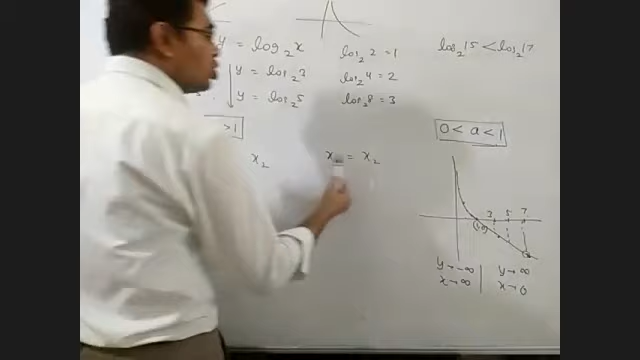 y = log₂x
log₂2 = 1
log₂15 < log₂17
y = log₂3
log₂4 = 2
y = log₂5
log₂8 = 3
>1
0 < a < 1
x₂
= x₂
3 5 7
y→-∞
y→∞
x→∞
x→0